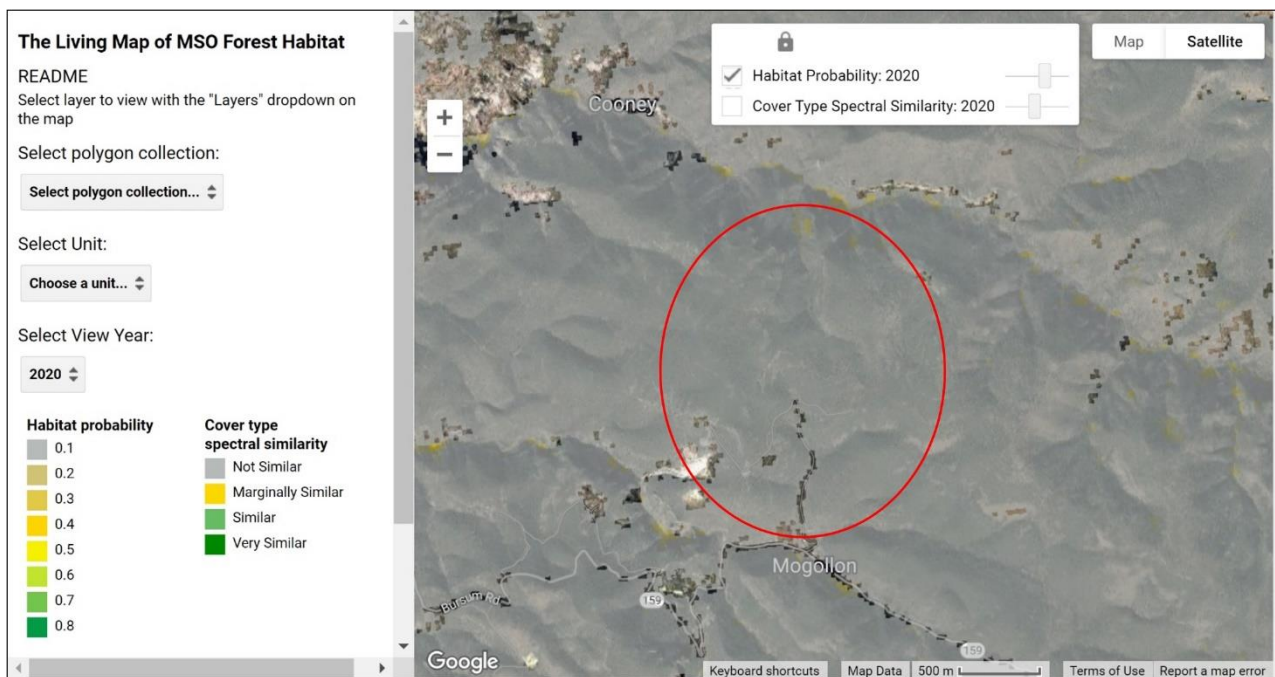 The Living Map of MSO Forest Habitat
README
Select layer to view with the "Layers" dropdown on
the map
Select polygon collection:
Select polygon collection...
Select Unit:
Choose a unit...
Select View Year:
2020
Habitat probability
0.1
0.2
0.3
0.4
0.5
0.6
0.7
0.8
Cover type
spectral similarity
Not Similar
Marginally Similar
Similar
Very Similar
+
−
Cooney
Habitat Probability: 2020
Cover Type Spectral Similarity: 2020
Map
Satellite
Mogollon
Bursum Rd
159
159
Google
Keyboard shortcuts
Map Data
500 m
Terms of Use
Report a map error